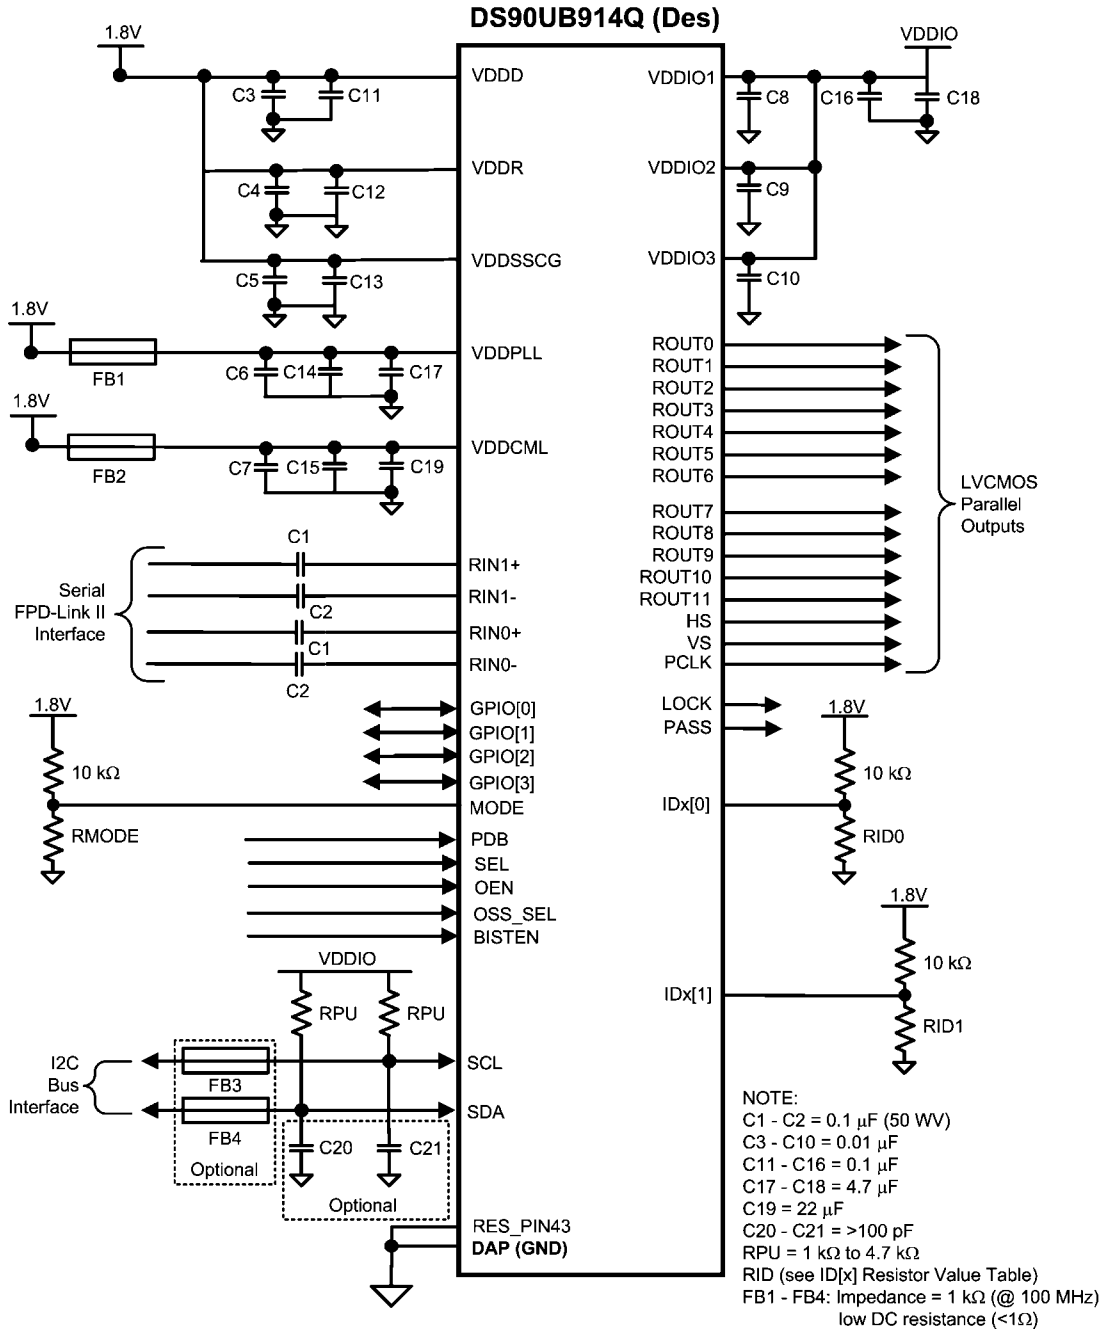 DS90UB914Q (Des)
1.8V
VDDD
C3
C11
VDDR
C4
C12
VDDSSCG
C5
C13
1.8V
FB1
VDDPLL
C6
C14
C17
1.8V
FB2
VDDCML
C7
C15
C19
Serial
FPD-Link II
Interface
C1
RIN1+
C2
RIN1-
C1
RIN0+
C2
RIN0-
GPIO[0]
GPIO[1]
GPIO[2]
GPIO[3]
1.8V
10 kΩ
MODE
RMODE
PDB
SEL
OEN
OSS_SEL
BISTEN
VDDIO
RPU
RPU
I2C
Bus
Interface
FB3
SCL
FB4
SDA
Optional
C20
C21
Optional
RES_PIN43
DAP (GND)
VDDIO
VDDIO1
C8
C16
C18
VDDIO2
C9
VDDIO3
C10
ROUT0
ROUT1
ROUT2
ROUT3
ROUT4
ROUT5
ROUT6
ROUT7
ROUT8
ROUT9
ROUT10
ROUT11
HS
VS
PCLK
LVCMOS
Parallel
Outputs
LOCK
PASS
1.8V
10 kΩ
IDx[0]
RID0
1.8V
10 kΩ
IDx[1]
RID1
NOTE:
C1 - C2 = 0.1 μF (50 WV)
C3 - C10 = 0.01 μF
C11 - C16 = 0.1 μF
C17 - C18 = 4.7 μF
C19 = 22 μF
C20 - C21 = >100 pF
RPU = 1 kΩ to 4.7 kΩ
RID (see ID[x] Resistor Value Table)
FB1 - FB4: Impedance = 1 kΩ (@ 100 MHz)
low DC resistance (<1Ω)